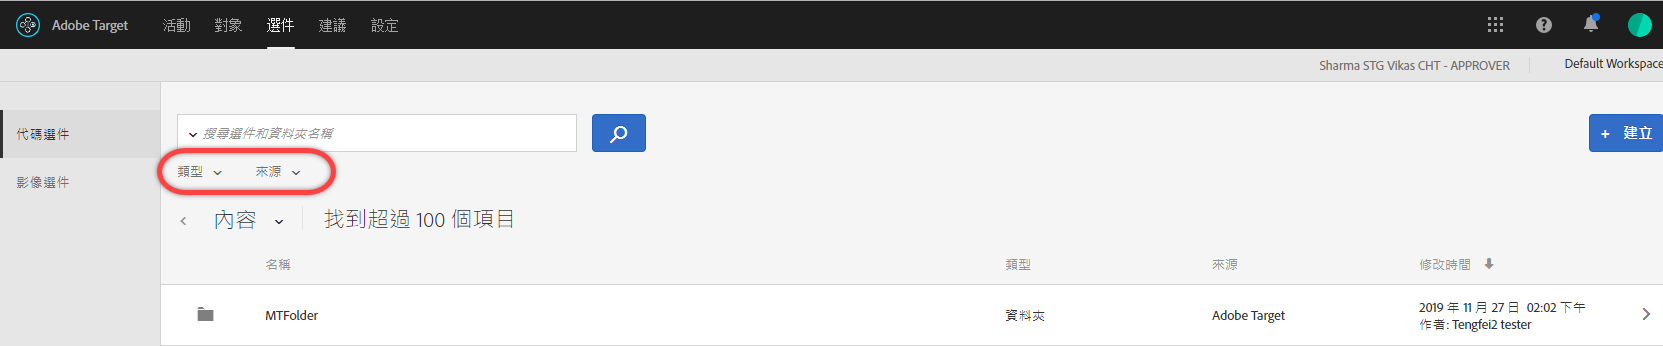 Adobe Target 活動 對象 選件 建議 設定
Sharma STG Vikas CHT - APPROVER Default Workspace
代碼選件
影像選件
搜尋選件和資料夾名稱
+ 建立
類型 來源
內容 找到超過 100 個項目
名稱 類型 來源 修改時間
MTFolder 資料夾 Adobe Target 2019 年 11 月 27 日 02:02 下午
作者: Tengfei2 tester